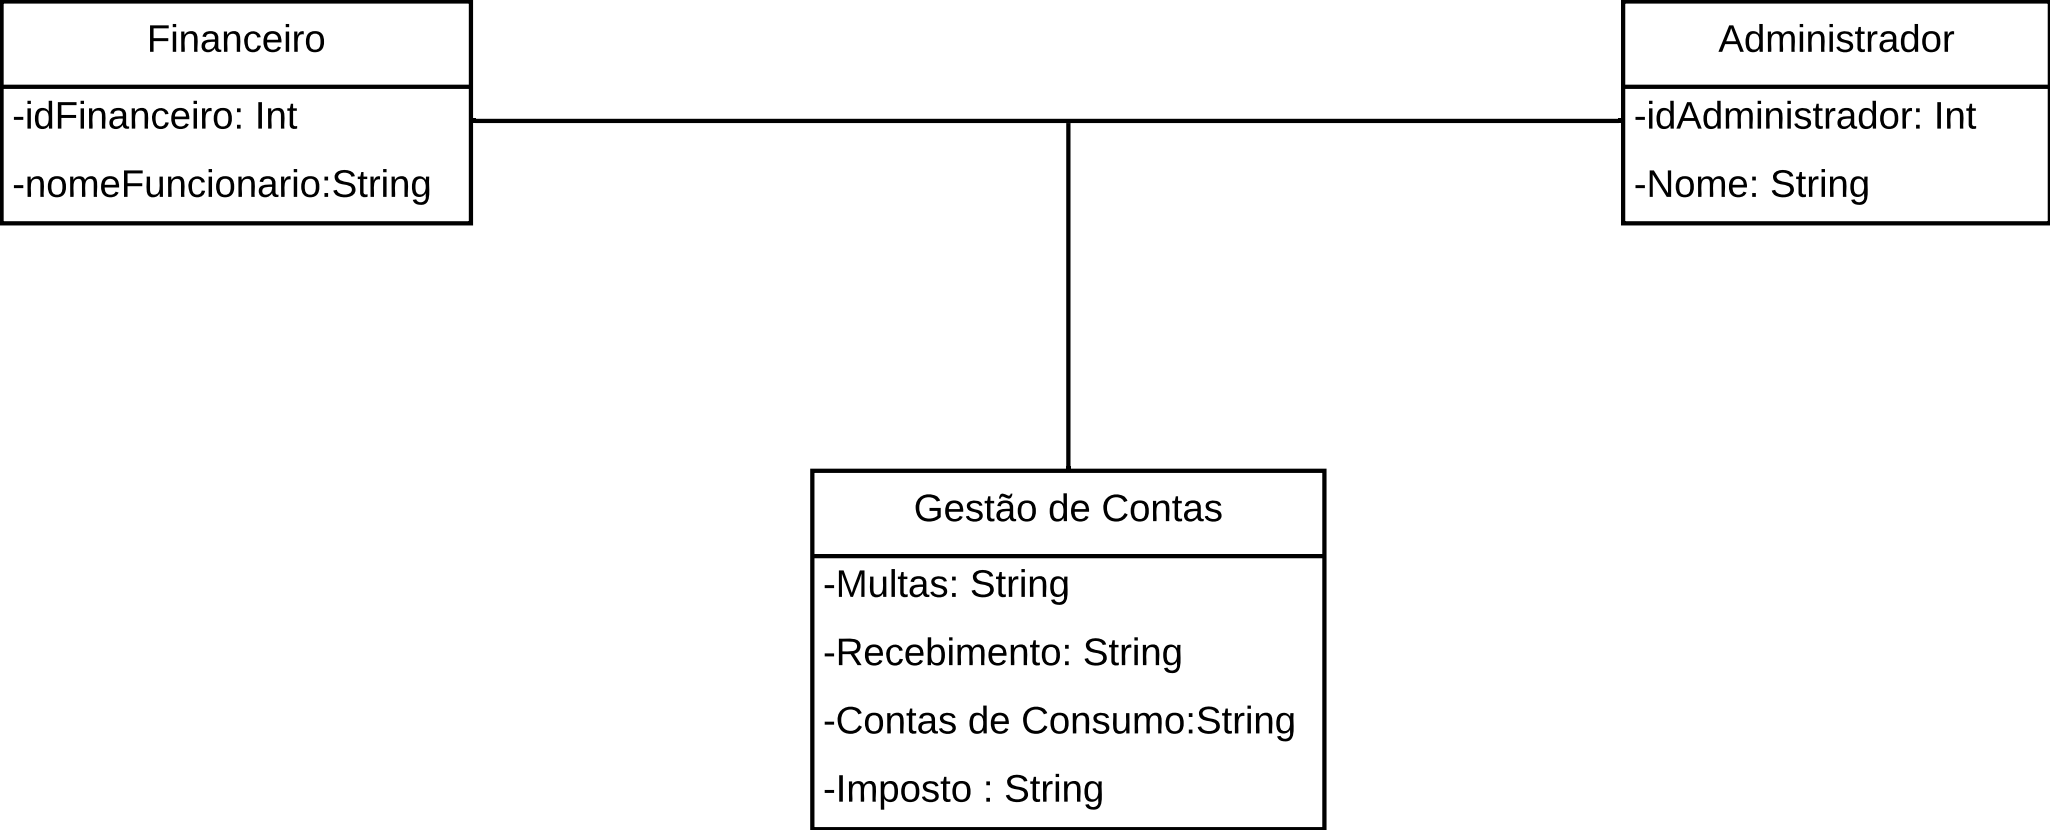 Financeiro
-idFinanceiro: Int
-nomeFuncionario:String
Administrador
-idAdministrador: Int
-Nome: String
Gestão de Contas
-Multas: String
-Recebimento: String
-Contas de Consumo:String
-Imposto : String